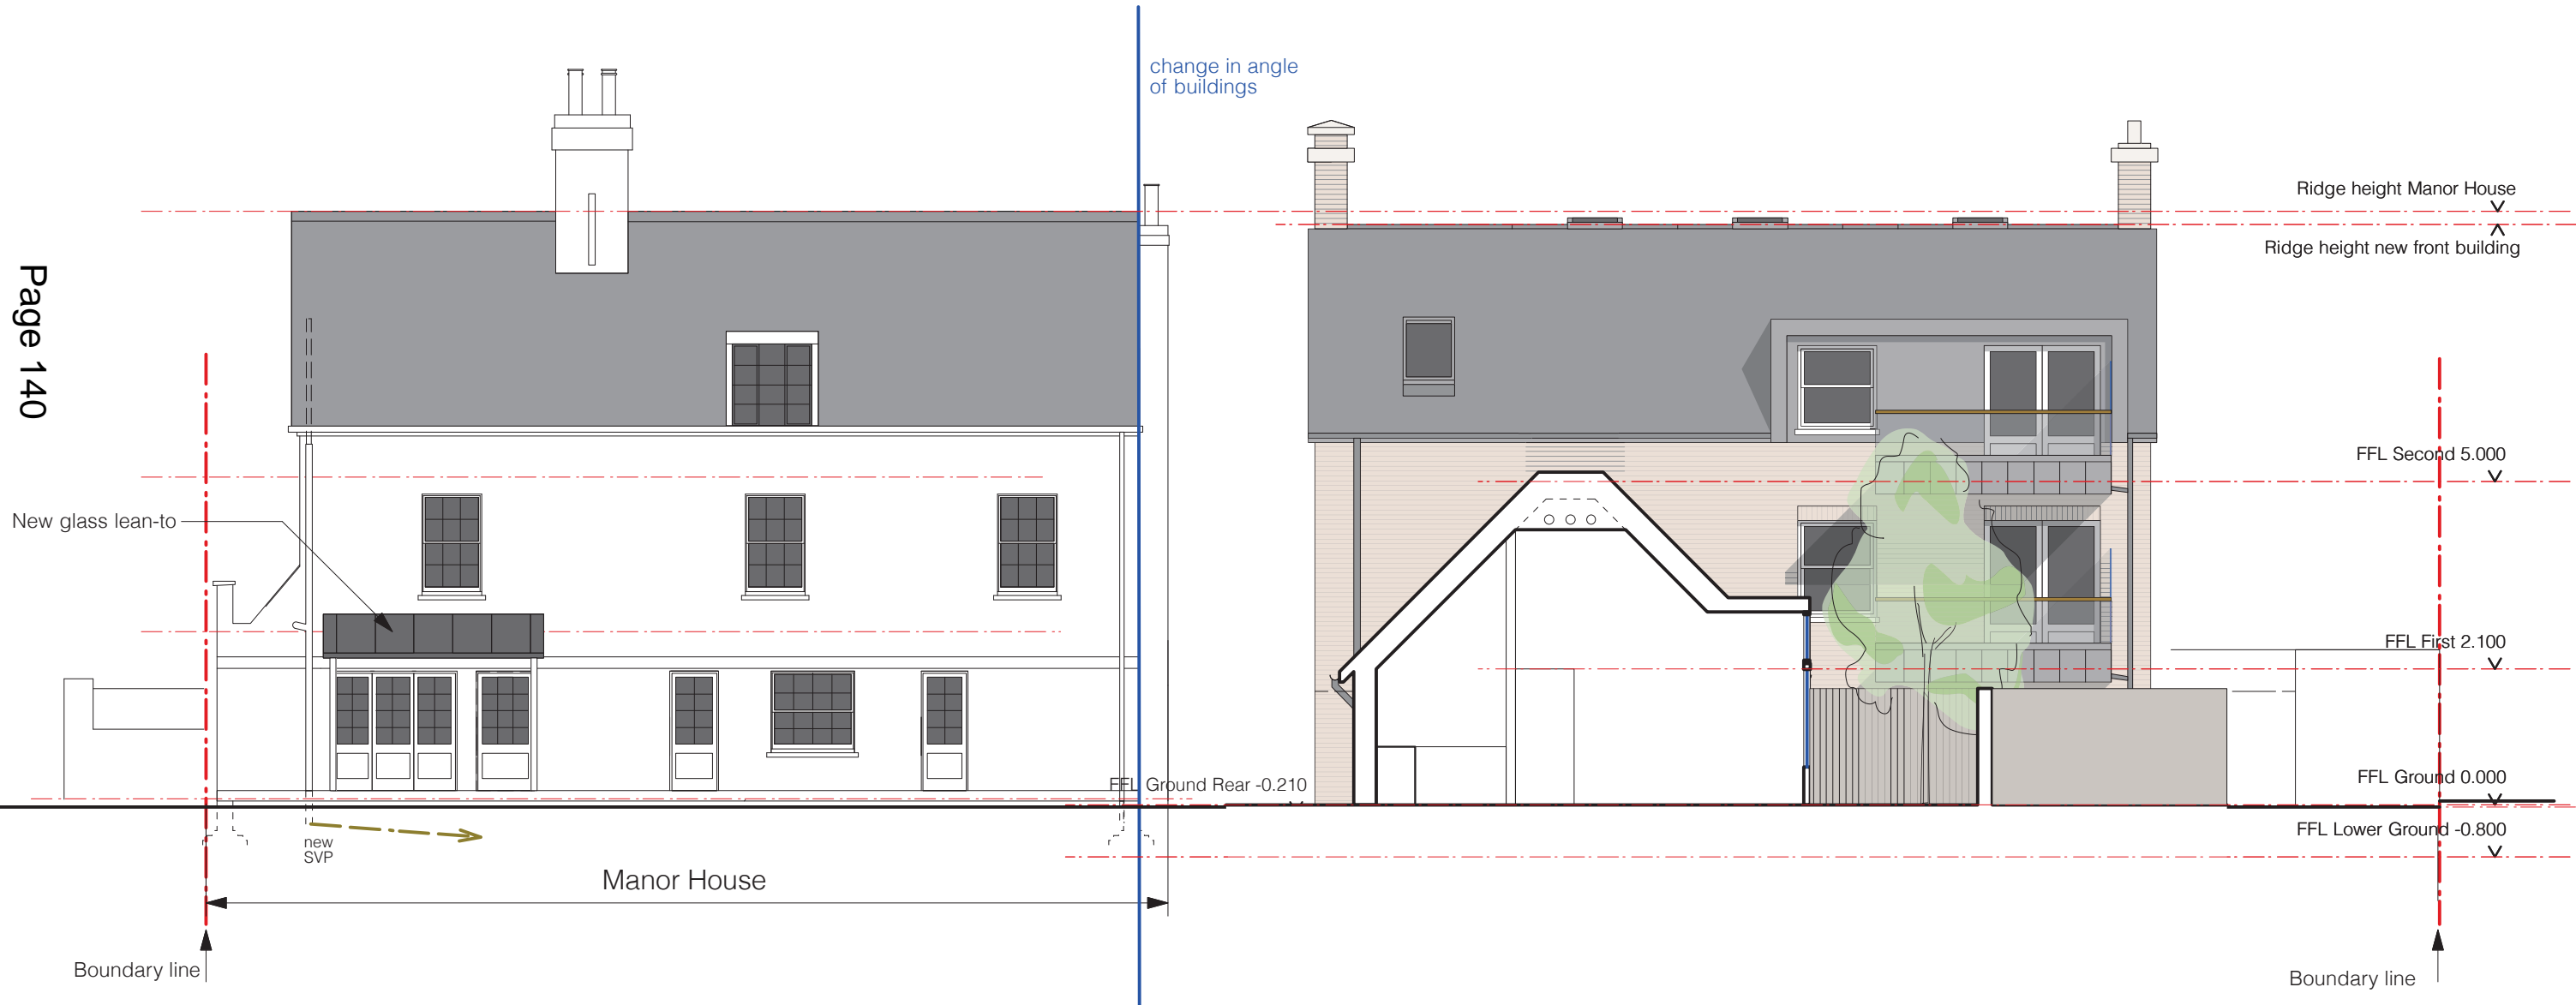 change in angle
of buildings
Ridge height Manor House
Ridge height new front building
Page 140
FFL Second 5.000
New glass lean-to
FFL First 2.100
FFL Ground 0.000
FFL Ground Rear -0.210
FFL Lower Ground -0.800
new
SVP
Manor House
Boundary line
Boundary line